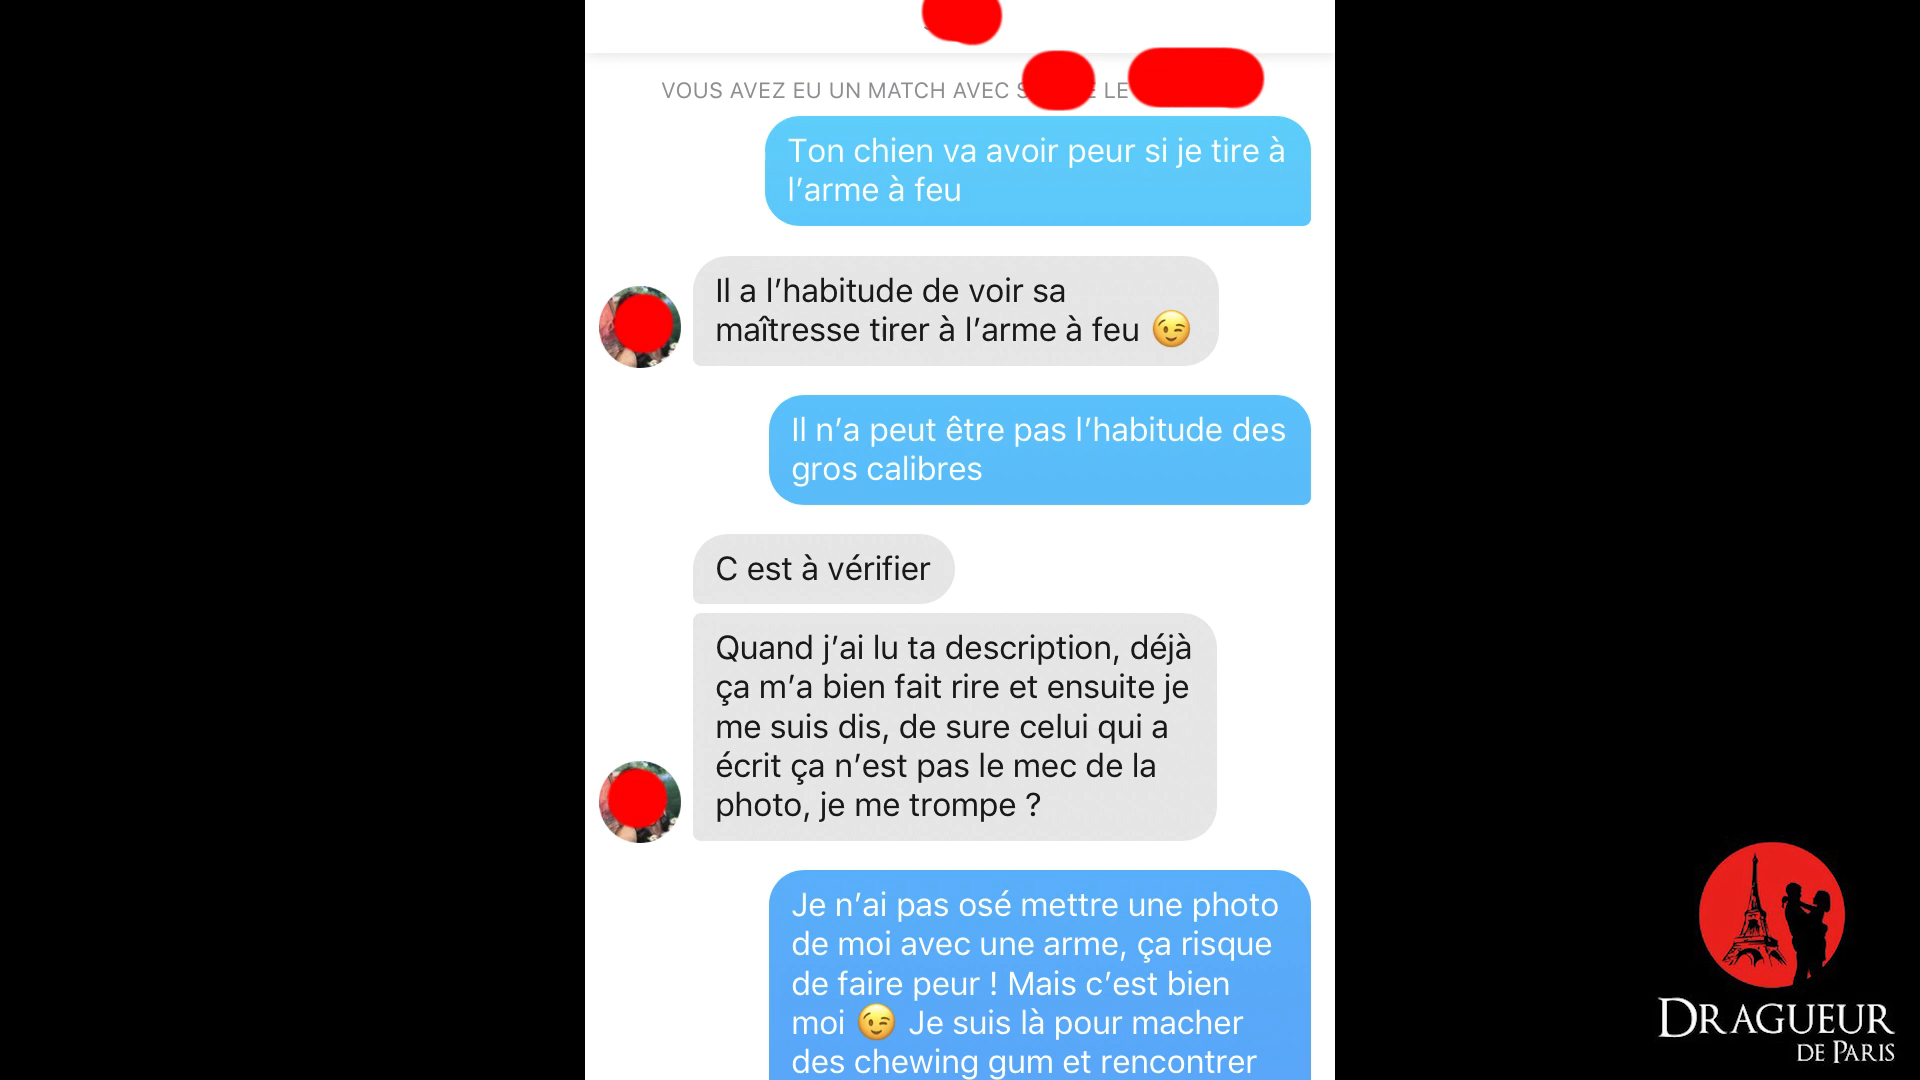 VOUS AVEZ EU UN MATCH AVEC LE
Ton chien va avoir peur si je tire à
l’arme à feu
Il a l’habitude de voir sa
maîtresse tirer à l’arme à feu 😉
Il n’a peut être pas l’habitude des
gros calibres
C est à vérifier
Quand j’ai lu ta description, déjà
ça m’a bien fait rire et ensuite je
me suis dis, de sure celui qui a
écrit ça n’est pas le mec de la
photo, je me trompe ?
Je n’ai pas osé mettre une photo
de moi avec une arme, ça risque
de faire peur ! Mais c’est bien
moi 😉 Je suis là pour macher
des chewing gum et rencontrer
DRAGUEUR
DE PARIS